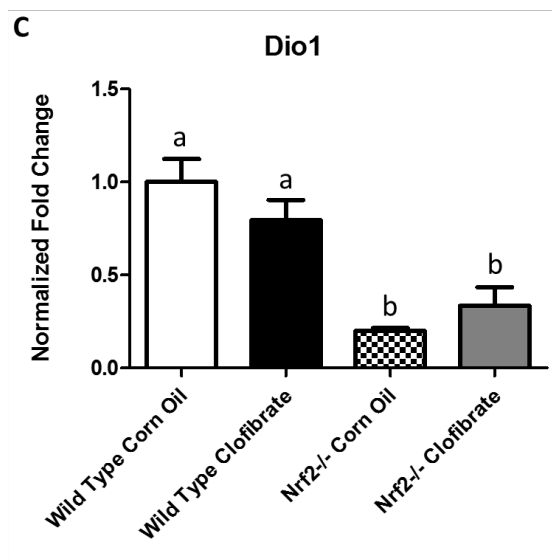 C
Dio1
Normalized Fold Change
1.5
1.0
0.5
0.0
a
a
b
b
Wild Type Corn Oil
Wild Type Clofibrate
Nrf2-/- Corn Oil
Nrf2-/- Clofibrate